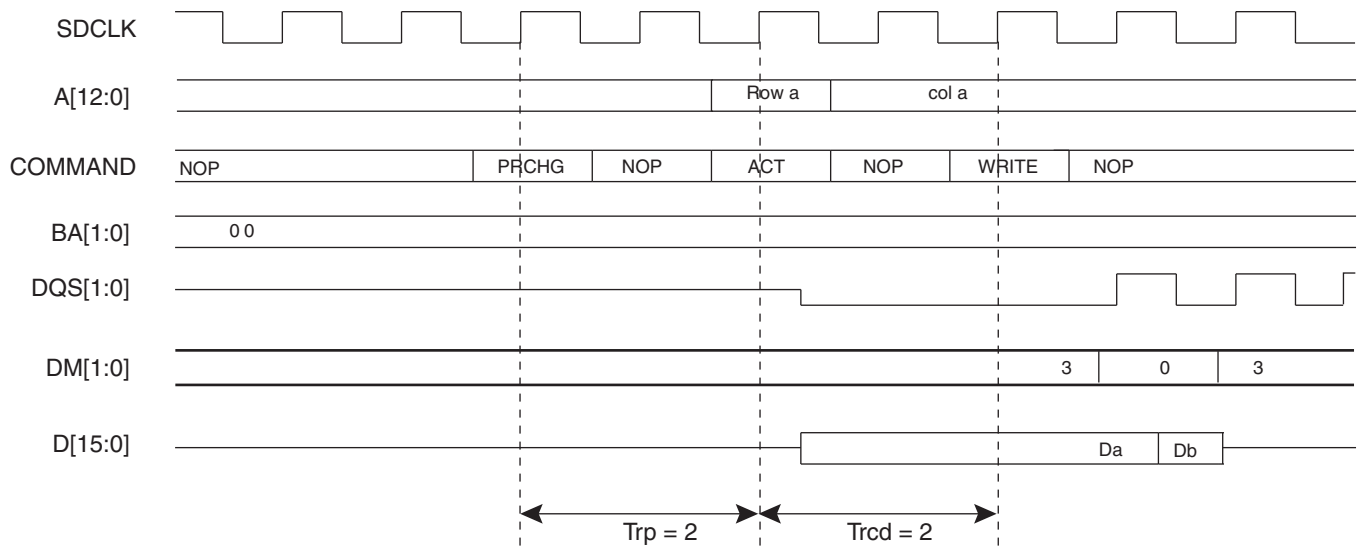 SDCLK
A[12:0] Row a col a
COMMAND NOP PRCHG NOP ACT NOP WRITE NOP
BA[1:0] 0 0
DQS[1:0]
DM[1:0] 3 0 3
D[15:0] Da Db
Trp = 2 Trcd = 2